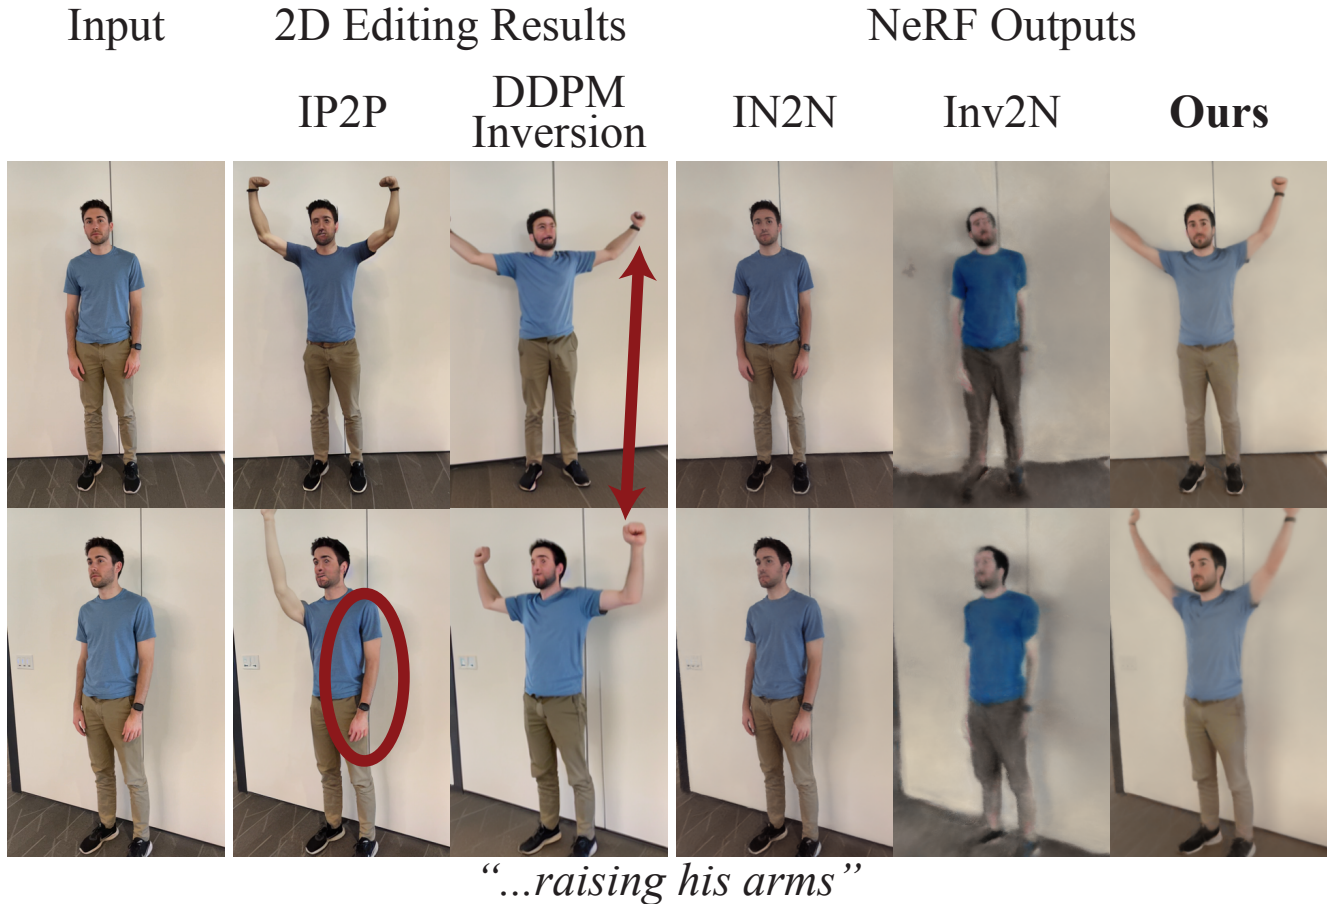 Input
2D Editing Results
NeRF Outputs
IP2P
DDPM
Inversion
IN2N
Inv2N
Ours
“...raising his arms”